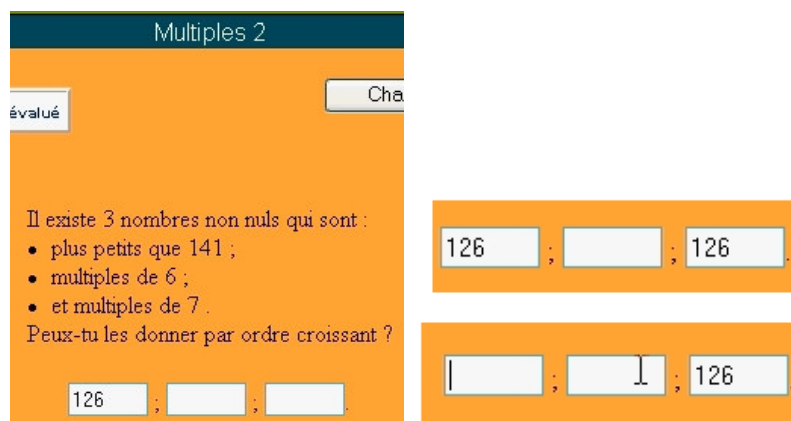 Multiples 2
évalué
Cha
Il existe 3 nombres non nuls qui sont :
• plus petits que 141 ;
• multiples de 6 ;
• et multiples de 7 .
Peux-tu les donner par ordre croissant ?
126 ; ; .
126 ; ; 126 .
; ; 126